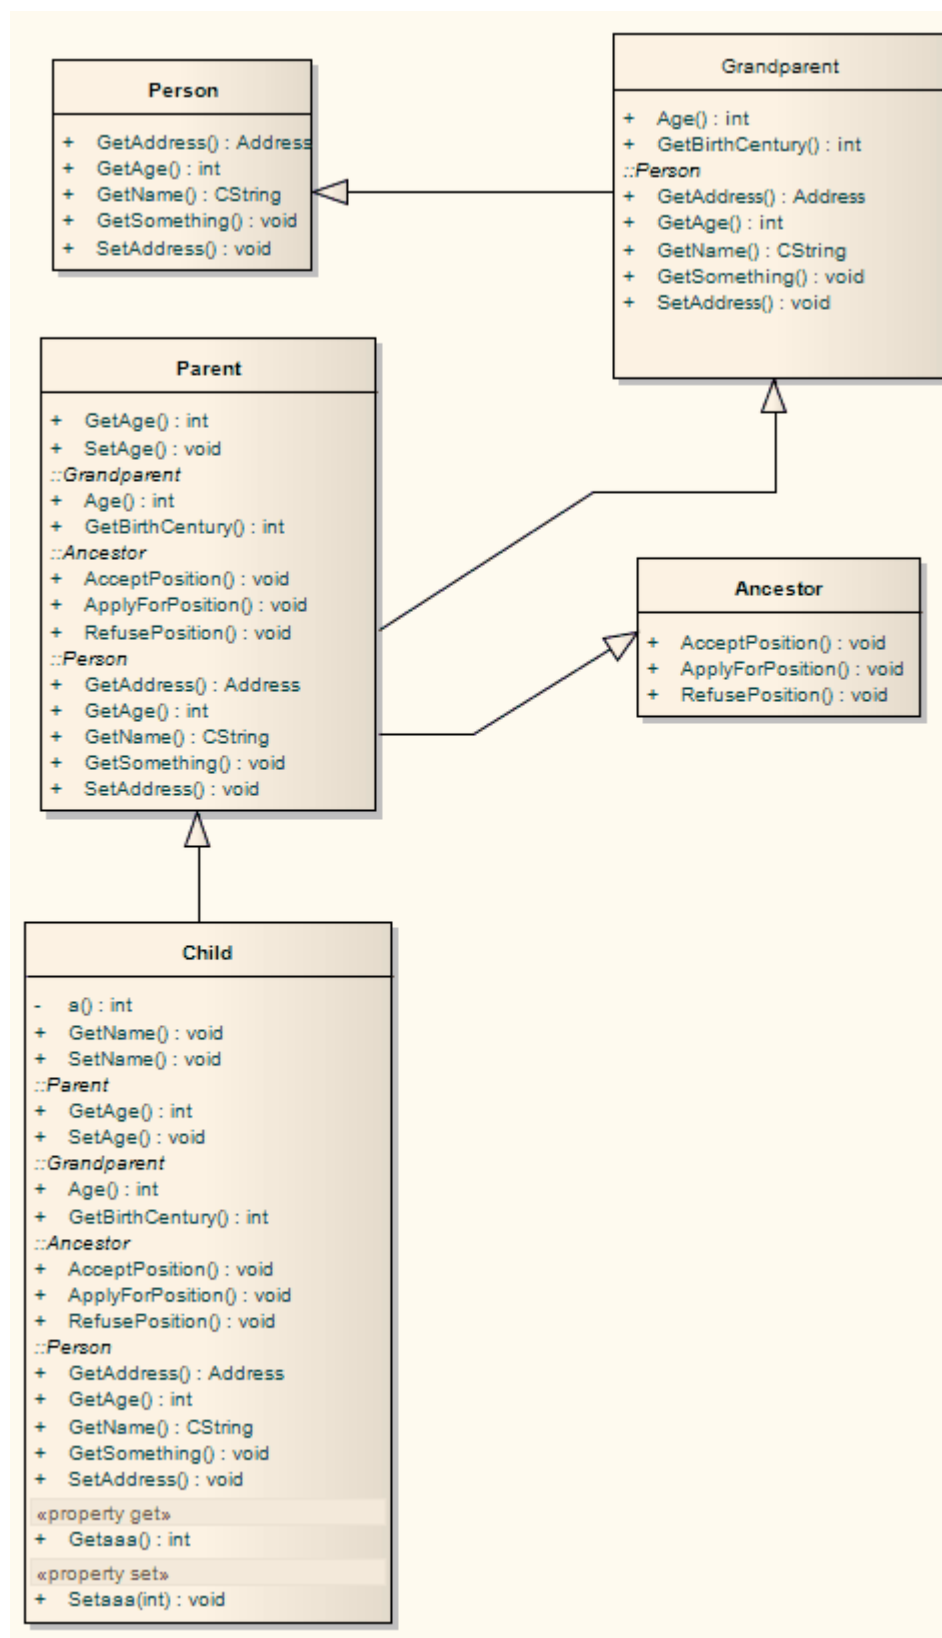 Person
+ GetAddress() : Address
+ GetAge() : int
+ GetName() : CString
+ GetSomething() : void
+ SetAddress() : void
Grandparent
+ Age() : int
+ GetBirthCentury() : int
::Person
+ GetAddress() : Address
+ GetAge() : int
+ GetName() : CString
+ GetSomething() : void
+ SetAddress() : void
Parent
+ GetAge() : int
+ SetAge() : void
::Grandparent
+ Age() : int
+ GetBirthCentury() : int
::Ancestor
+ AcceptPosition() : void
+ ApplyForPosition() : void
+ RefusePosition() : void
::Person
+ GetAddress() : Address
+ GetAge() : int
+ GetName() : CString
+ GetSomething() : void
+ SetAddress() : void
Ancestor
+ AcceptPosition() : void
+ ApplyForPosition() : void
+ RefusePosition() : void
Child
- a() : int
+ GetName() : void
+ SetName() : void
::Parent
+ GetAge() : int
+ SetAge() : void
::Grandparent
+ Age() : int
+ GetBirthCentury() : int
::Ancestor
+ AcceptPosition() : void
+ ApplyForPosition() : void
+ RefusePosition() : void
::Person
+ GetAddress() : Address
+ GetAge() : int
+ GetName() : CString
+ GetSomething() : void
+ SetAddress() : void
«property get»
+ Getaaa() : int
«property set»
+ Setaaa(int) : void